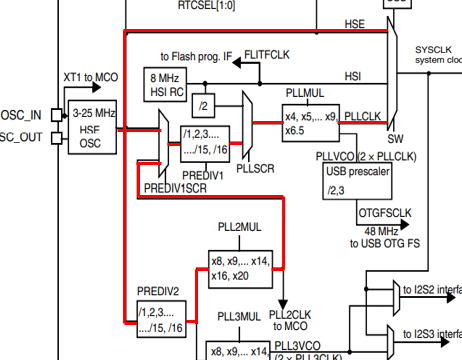 RTCSEL[1:0]
HSE
to Flash prog. IF
FLITFCLK
SYSCLK
system cloc
XT1 to MCO
8 MHz
HSI RC
HSI
OSC_IN
SC_OUT
3-25 MHz
HSE
OSC
/2
PLLMUL
x4, x5,... x9,
x6.5
PLLCLK
SW
/1,2,3....
..../15, /16
PREDIV1
PLLSCR
PREDIV1SCR
PLLVCO (2 × PLLCLK)
USB prescaler
/2,3
OTGFSCLK
48 MHz
to USB OTG FS
PLL2MUL
x8, x9,... x14,
x16, x20
PREDIV2
/1,2,3....
..../15, /16
PLL2CLK
to MCO
to I2S2 interfa
PLL3MUL
x8, x9,... x14,
PLL3VCO
(2 × PLL3CLK)
to I2S3 interfa